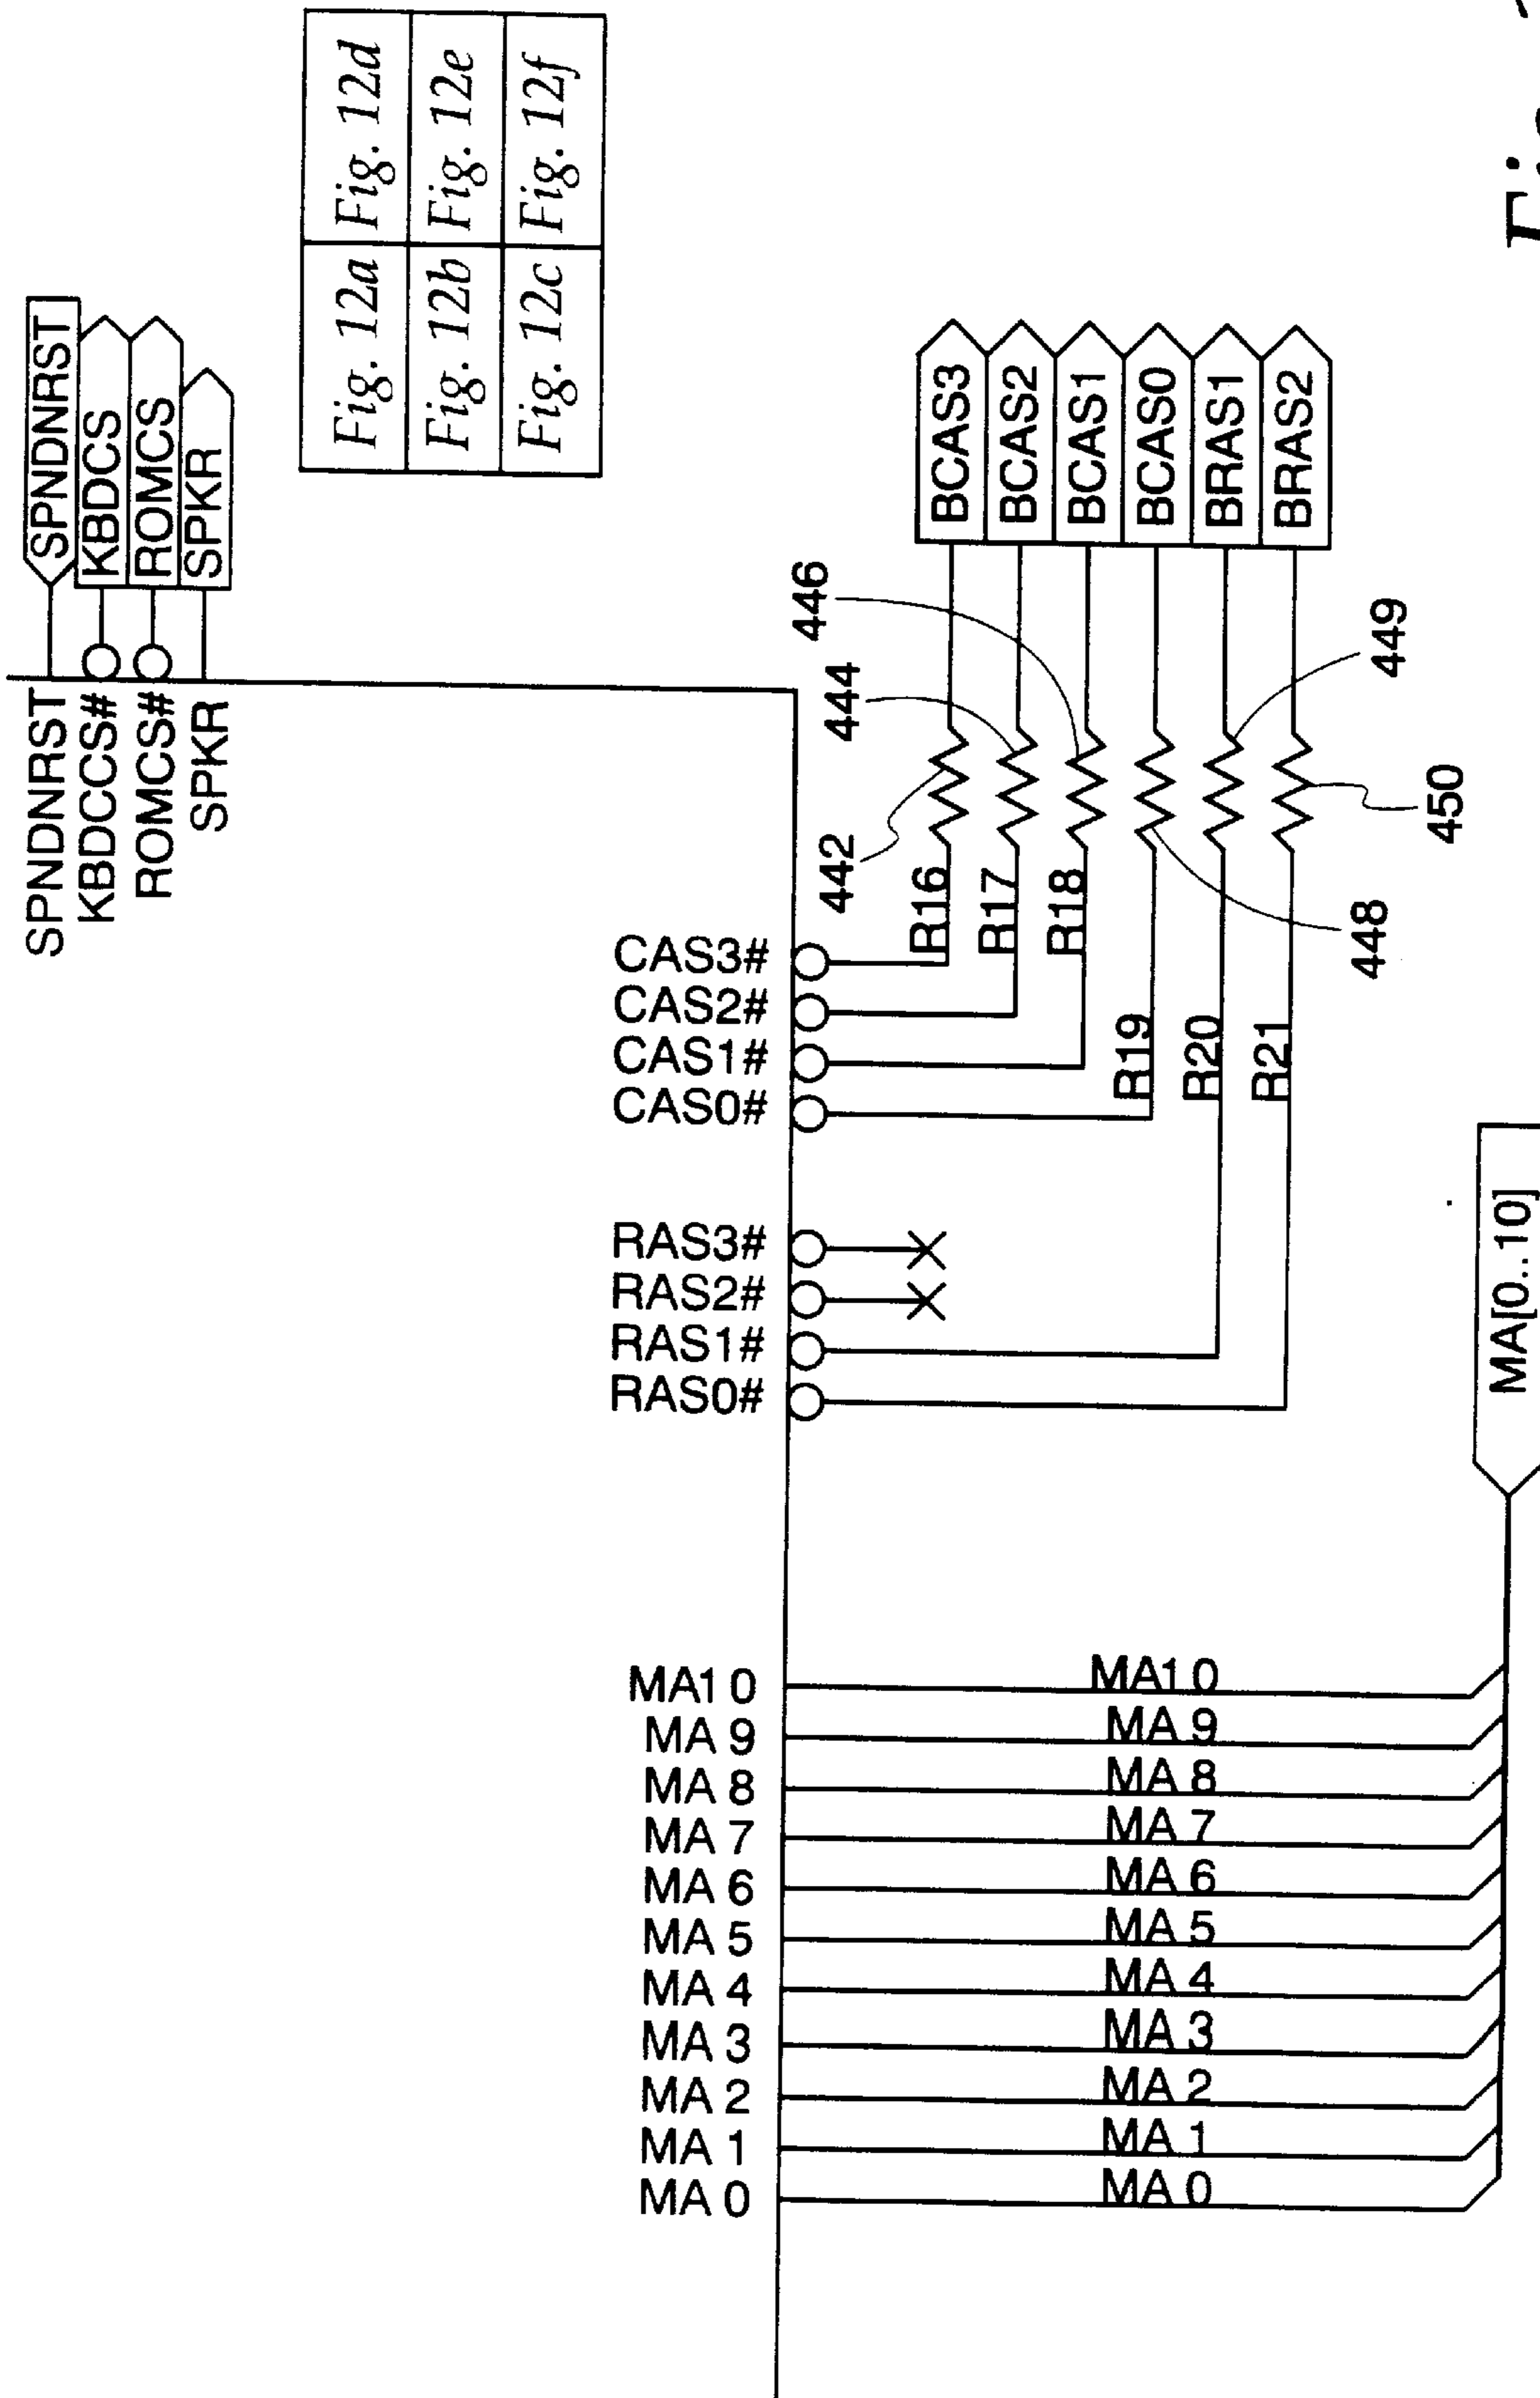 SPNDNRST SPNDNRST
KBDCCS# KBDCS
ROMCS# ROMCS
SPKR SPKR
Fig. 12a Fig. 12d
Fig. 12b Fig. 12e
Fig. 12c Fig. 12f
CAS3#
CAS2#
CAS1#
CAS0#
RAS3#
RAS2#
RAS1#
RAS0#
442
444
446
R16 BCAS3
R17 BCAS2
R18 BCAS1
R19 BCAS0
R20 BRAS1
R21 BRAS2
448
449
450
MA10
MA 9
MA 8
MA 7
MA 6
MA 5
MA 4
MA 3
MA 2
MA 1
MA 0
MA10
MA 9
MA 8
MA 7
MA 6
MA 5
MA 4
MA 3
MA 2
MA 1
MA 0
MA[0..10]